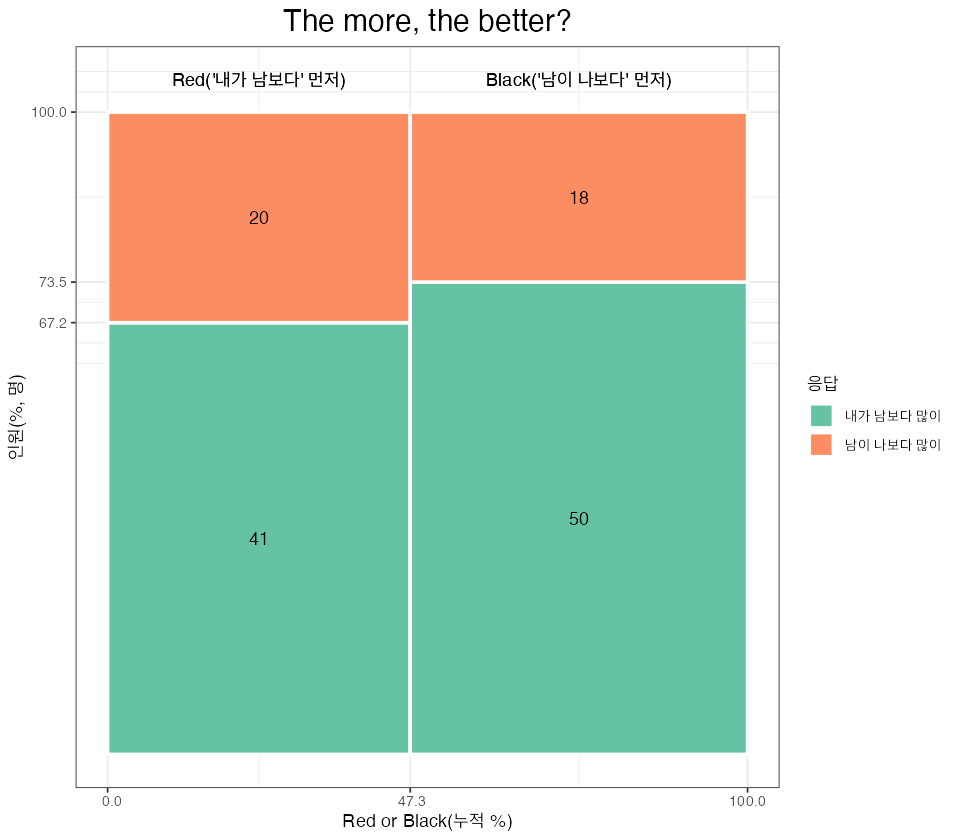 The more, the better?
Red('내가 남보다' 먼저)
Black('남이 나보다' 먼저)
100.0
73.5
67.2
20
18
41
50
인원(%, 명)
응답
내가 남보다 많이
남이 나보다 많이
0.0
47.3
100.0
Red or Black(누적 %)